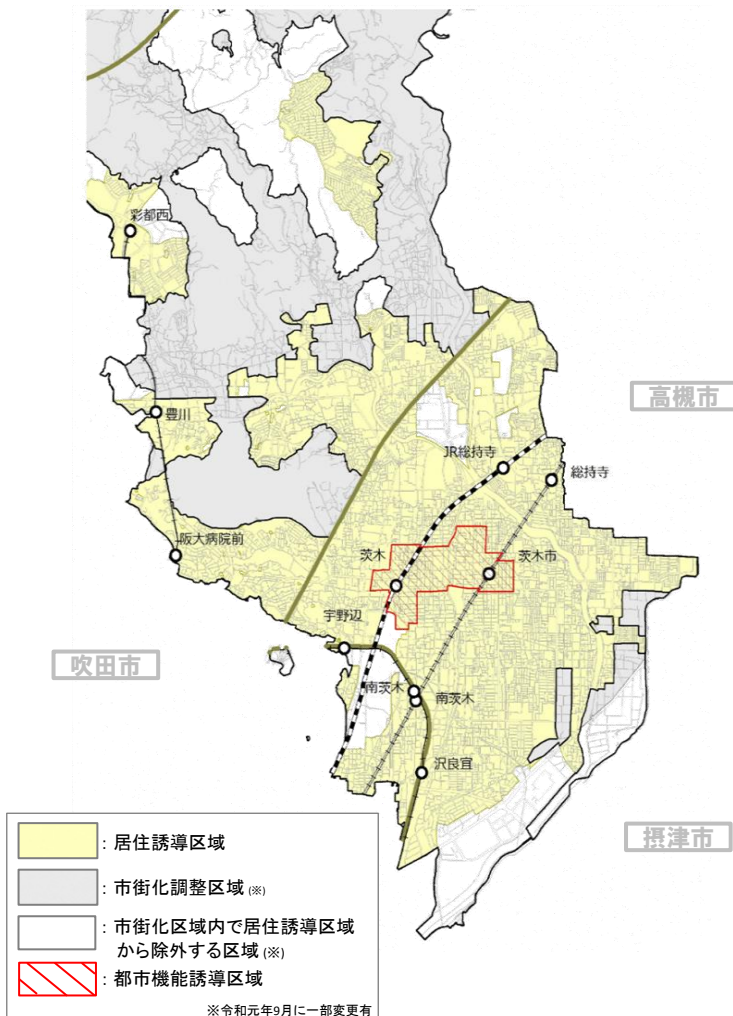 彩都西
高槻市
豊川
JR総持寺
総持寺
阪大病院前
茨木
茨木市
宇野辺
吹田市
南茨木
南茨木
沢良宜
摂津市
：居住誘導区域
：市街化調整区域(※)
：市街化区域内で居住誘導区域
から除外する区域(※)
：都市機能誘導区域
※令和元年9月に一部変更有